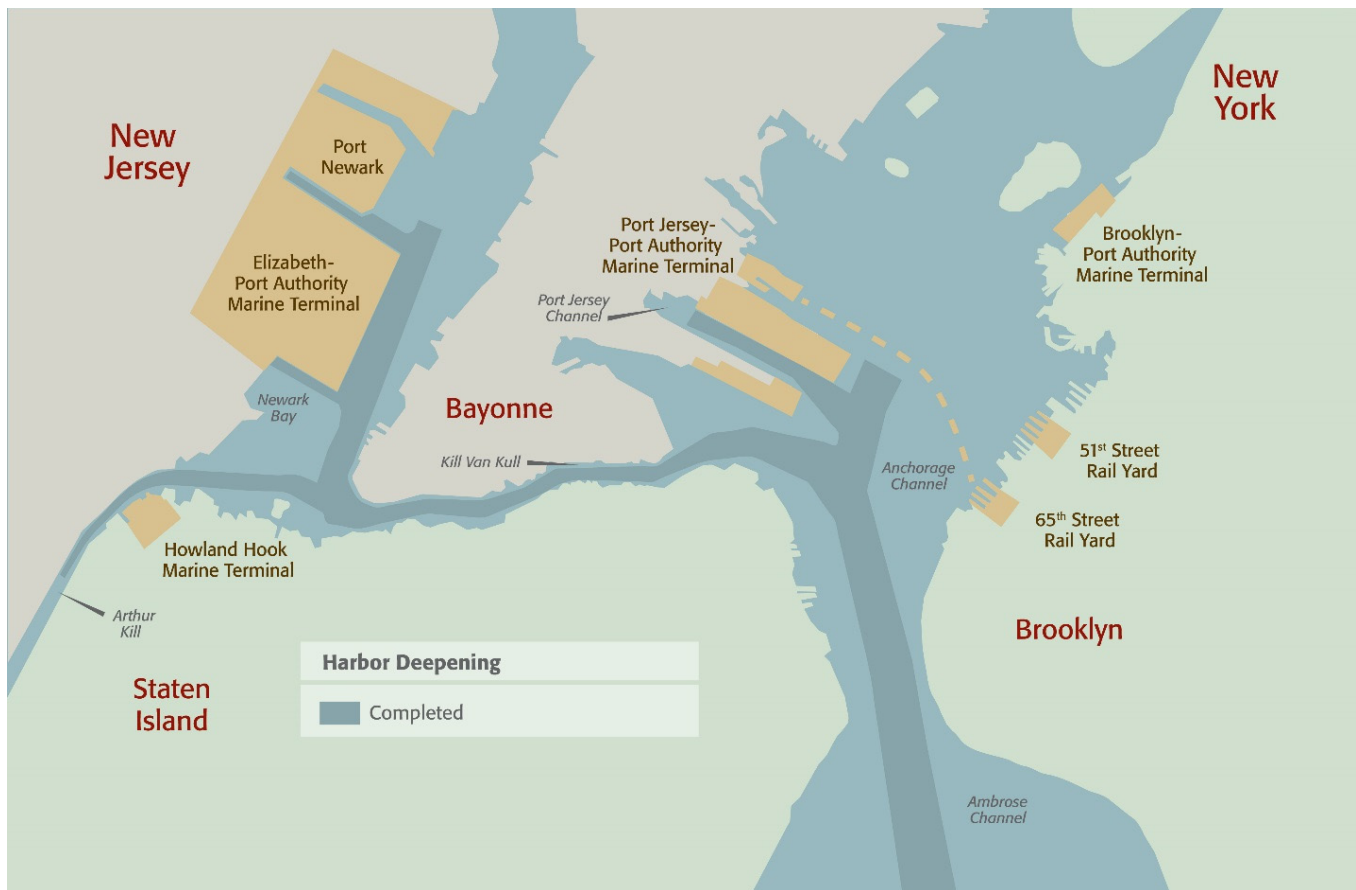 New
York
New
Jersey
Port
Newark
Elizabeth-
Port Authority
Marine Terminal
Port Jersey-
Port Authority
Marine Terminal
Brooklyn-
Port Authority
Marine Terminal
Port Jersey
Channel
Newark
Bay
Bayonne
Kill Van Kull
Anchorage
Channel
51st Street
Rail Yard
65th Street
Rail Yard
Howland Hook
Marine Terminal
Arthur
Kill
Brooklyn
Staten
Island
Harbor Deepening
Completed
Ambrose
Channel